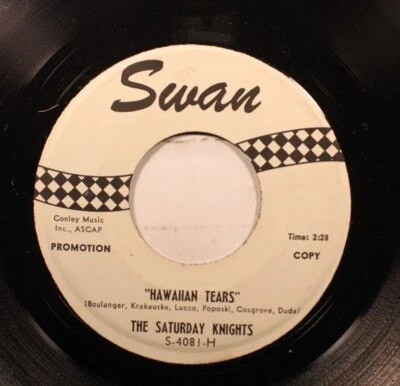 Swan
Conley Music
Inc., ASCAP
Time: 2:28
PROMOTION
COPY
"HAWAIIAN TEARS"
(Boulanger, Krakauske, Lucco, Poposki, Cosgrove, Duda)
THE SATURDAY KNIGHTS
S-4081-H